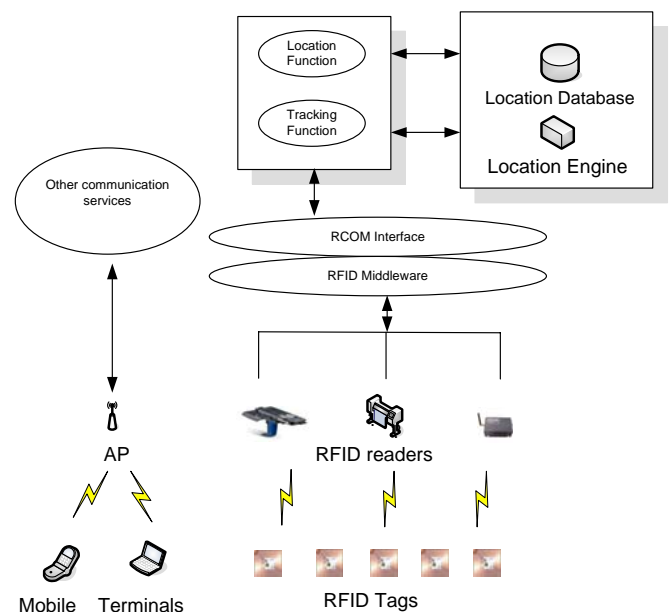 Location
Function
Tracking
Function
Location Database
Location Engine
Other communication
services
RCOM Interface
RFID Middleware
AP
RFID readers
Mobile Terminals
RFID Tags